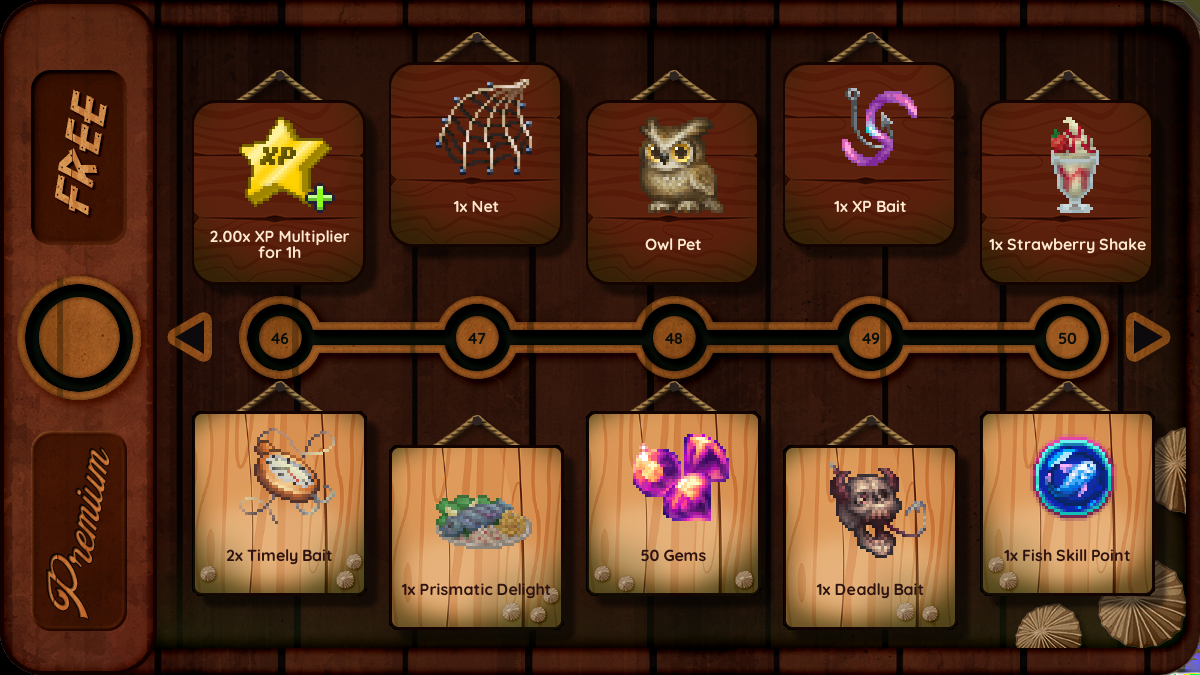 FREE
XP
2.00x XP Multiplier
for 1h
1x Net
Owl Pet
1x XP Bait
1x Strawberry Shake
46
47
48
49
50
Premium
2x Timely Bait
1x Prismatic Delight
50 Gems
1x Deadly Bait
1x Fish Skill Point